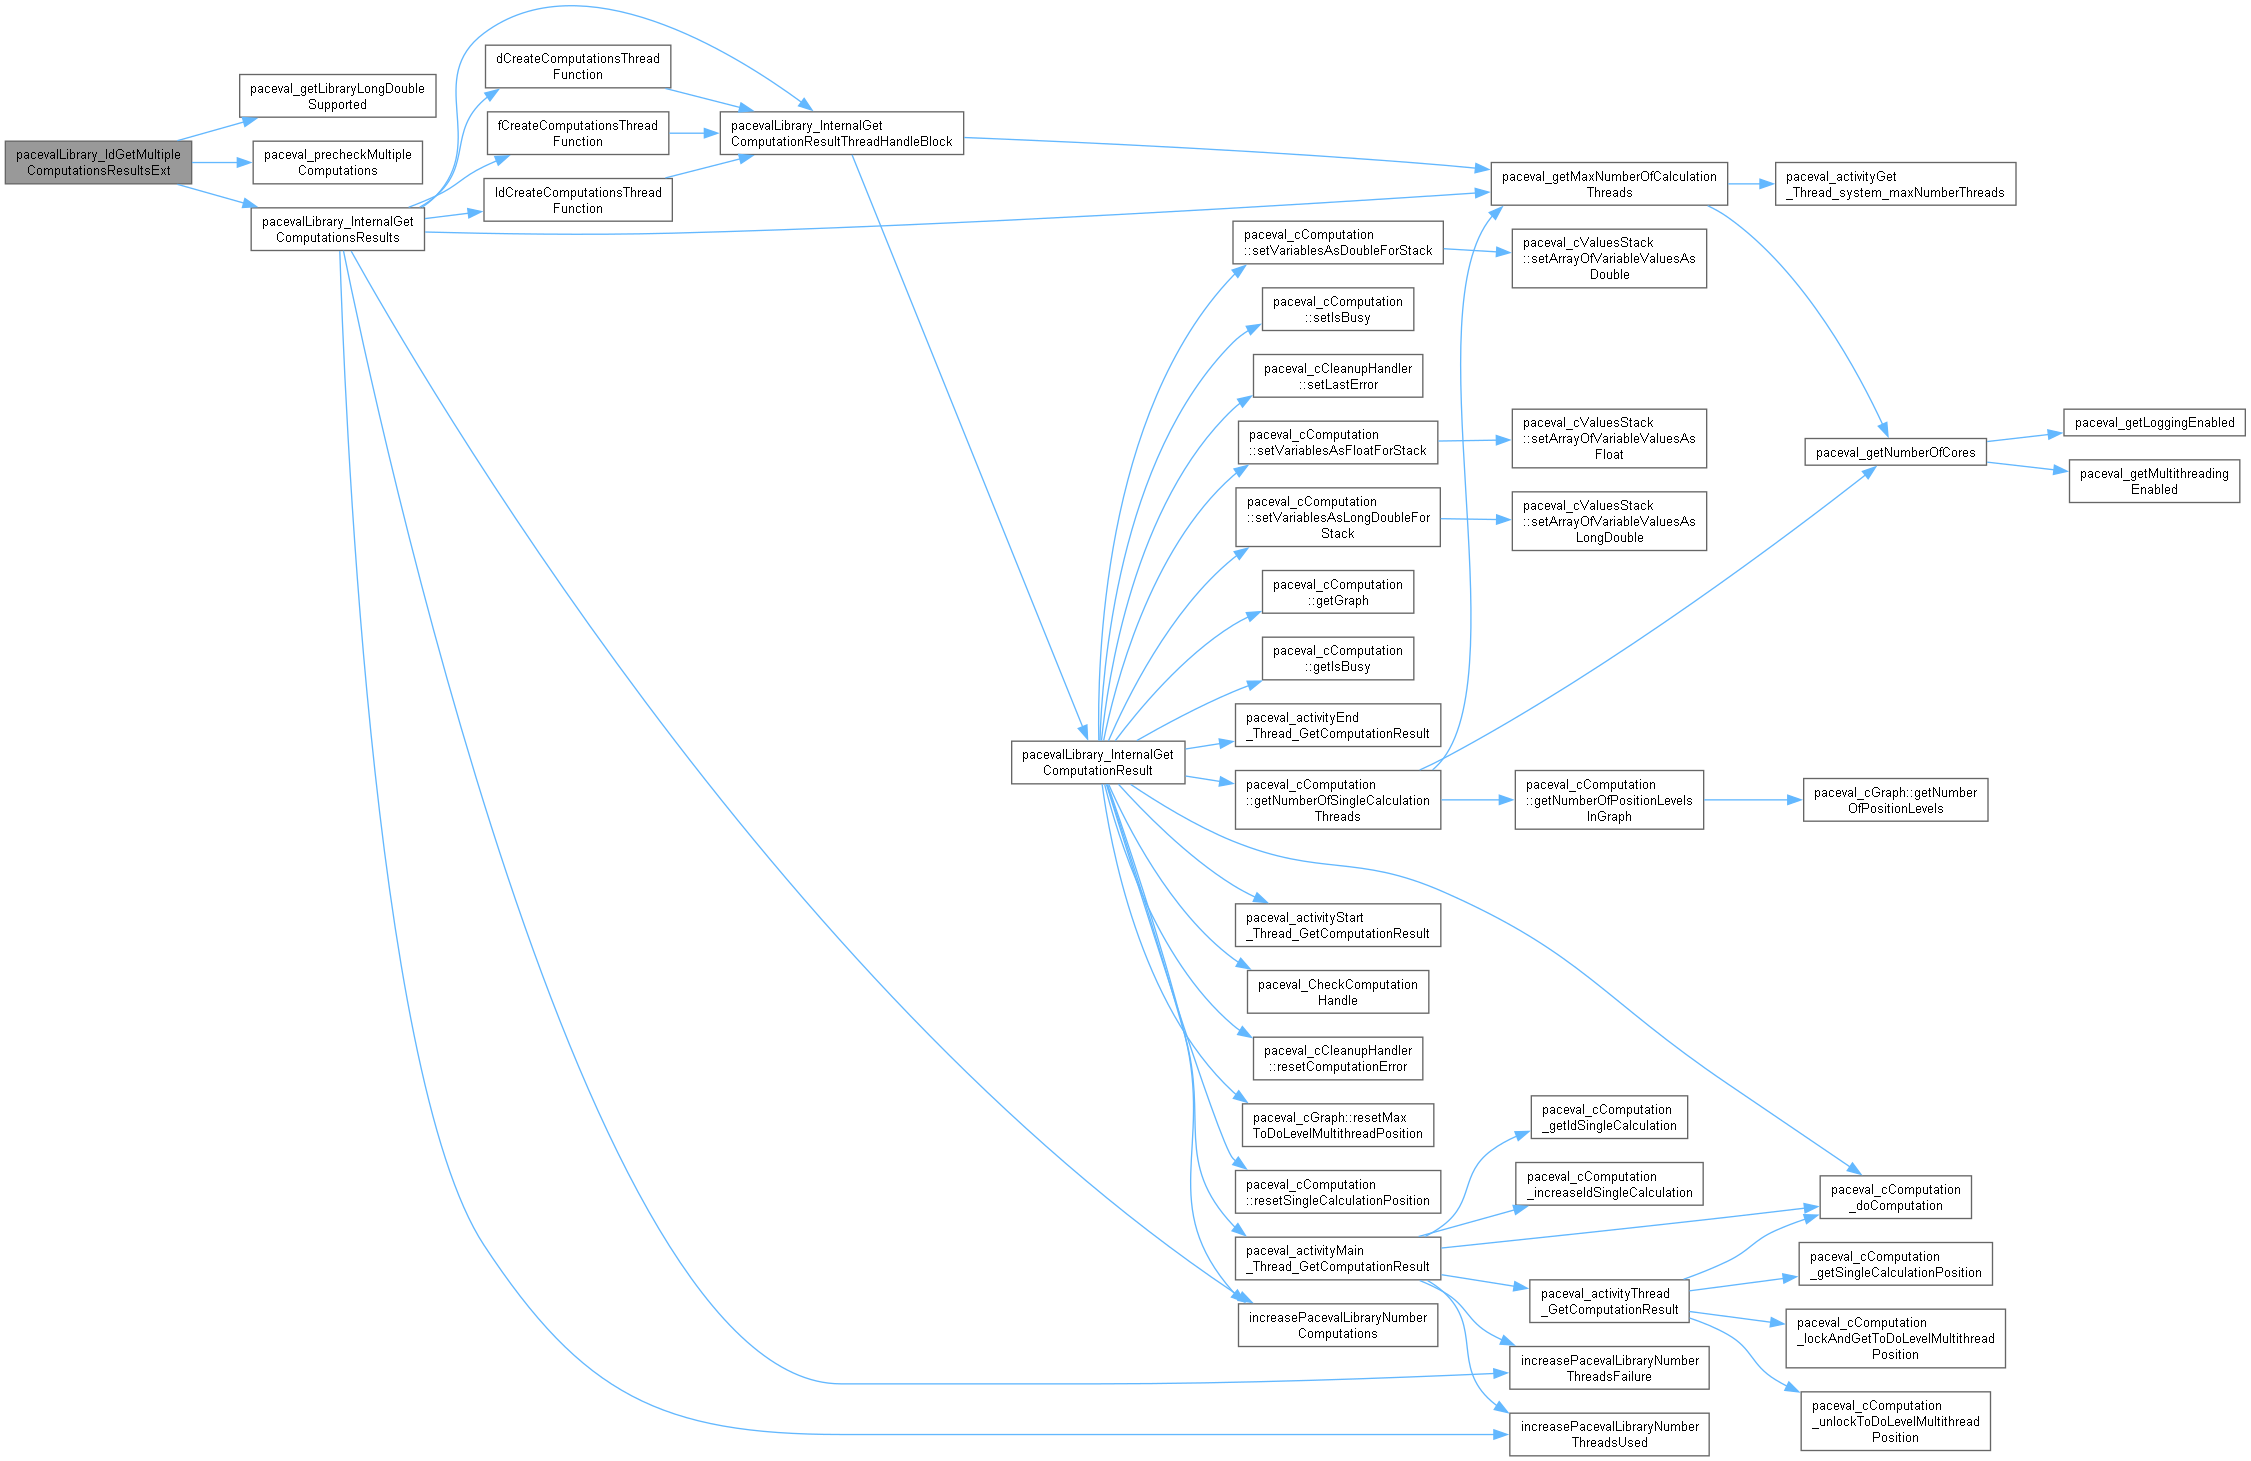 pacevalLibrary_ldGetMultiple
ComputationsResultsExt
paceval_getLibraryLongDouble
Supported
paceval_precheckMultiple
Computations
pacevalLibrary_InternalGet
ComputationsResults
dCreateComputationsThread
Function
fCreateComputationsThread
Function
ldCreateComputationsThread
Function
pacevalLibrary_InternalGet
ComputationResultThreadHandleBlock
pacevalLibrary_InternalGet
ComputationResult
paceval_cComputation
::setVariablesAsDoubleForStack
paceval_cComputation
::setIsBusy
paceval_cCleanupHandler
::setLastError
paceval_cComputation
::setVariablesAsFloatForStack
paceval_cComputation
::setVariablesAsLongDoubleFor
Stack
paceval_cComputation
::getGraph
paceval_cComputation
::getIsBusy
paceval_activityEnd
_Thread_GetComputationResult
paceval_cComputation
::getNumberOfSingleCalculation
Threads
paceval_activityStart
_Thread_GetComputationResult
paceval_CheckComputation
Handle
paceval_cCleanupHandler
::resetComputationError
paceval_cGraph::resetMax
ToDoLevelMultithreadPosition
paceval_cComputation
::resetSingleCalculationPosition
paceval_activityMain
_Thread_GetComputationResult
increasePacevalLibraryNumber
Computations
paceval_getMaxNumberOfCalculation
Threads
paceval_cValuesStack
::setArrayOfVariableValuesAs
Double
paceval_cValuesStack
::setArrayOfVariableValuesAs
Float
paceval_cValuesStack
::setArrayOfVariableValuesAs
LongDouble
paceval_cComputation
::getNumberOfPositionLevels
InGraph
paceval_cComputation
_getIdSingleCalculation
paceval_cComputation
_increaseIdSingleCalculation
paceval_activityThread
_GetComputationResult
increasePacevalLibraryNumber
ThreadsFailure
increasePacevalLibraryNumber
ThreadsUsed
paceval_activityGet
_Thread_system_maxNumberThreads
paceval_getNumberOfCores
paceval_cGraph::getNumber
OfPositionLevels
paceval_cComputation
_doComputation
paceval_cComputation
_getSingleCalculationPosition
paceval_cComputation
_lockAndGetToDoLevelMultithread
Position
paceval_cComputation
_unlockToDoLevelMultithread
Position
paceval_getLoggingEnabled
paceval_getMultithreading
Enabled